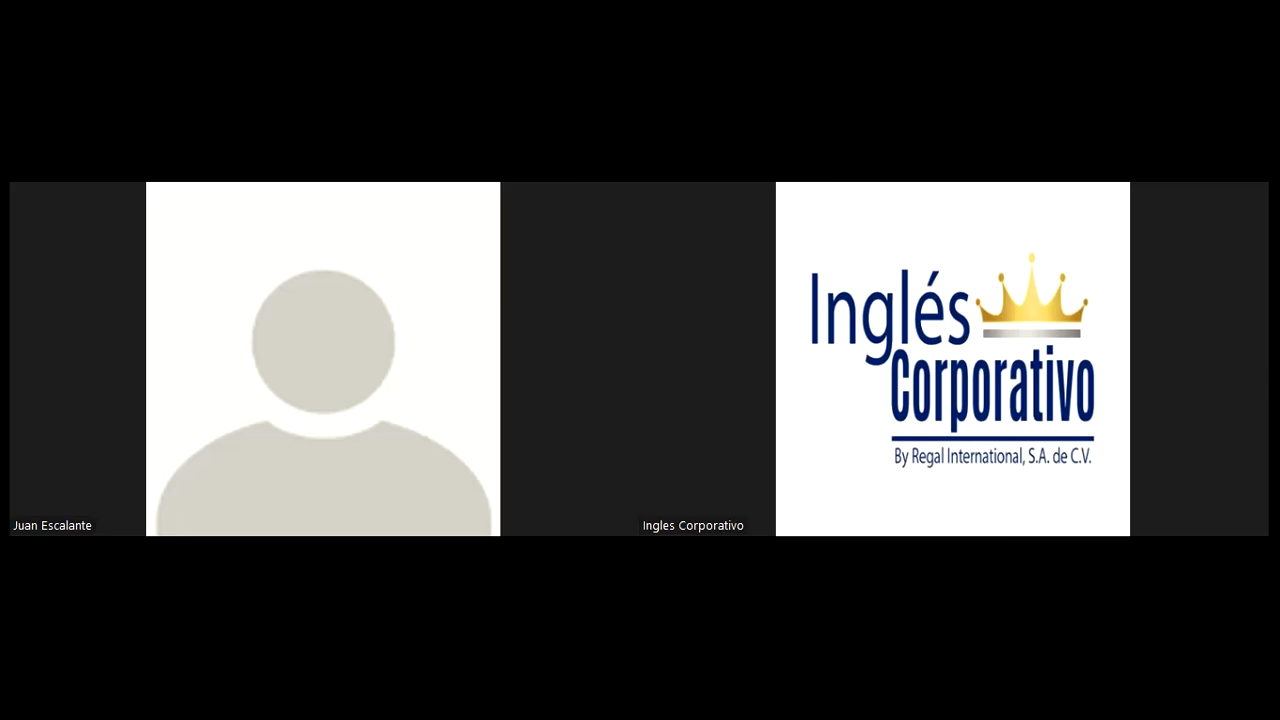 Inglés
Corporativo
By Regal International, S.A. de C.V.
Juan Escalante
Ingles Corporativo